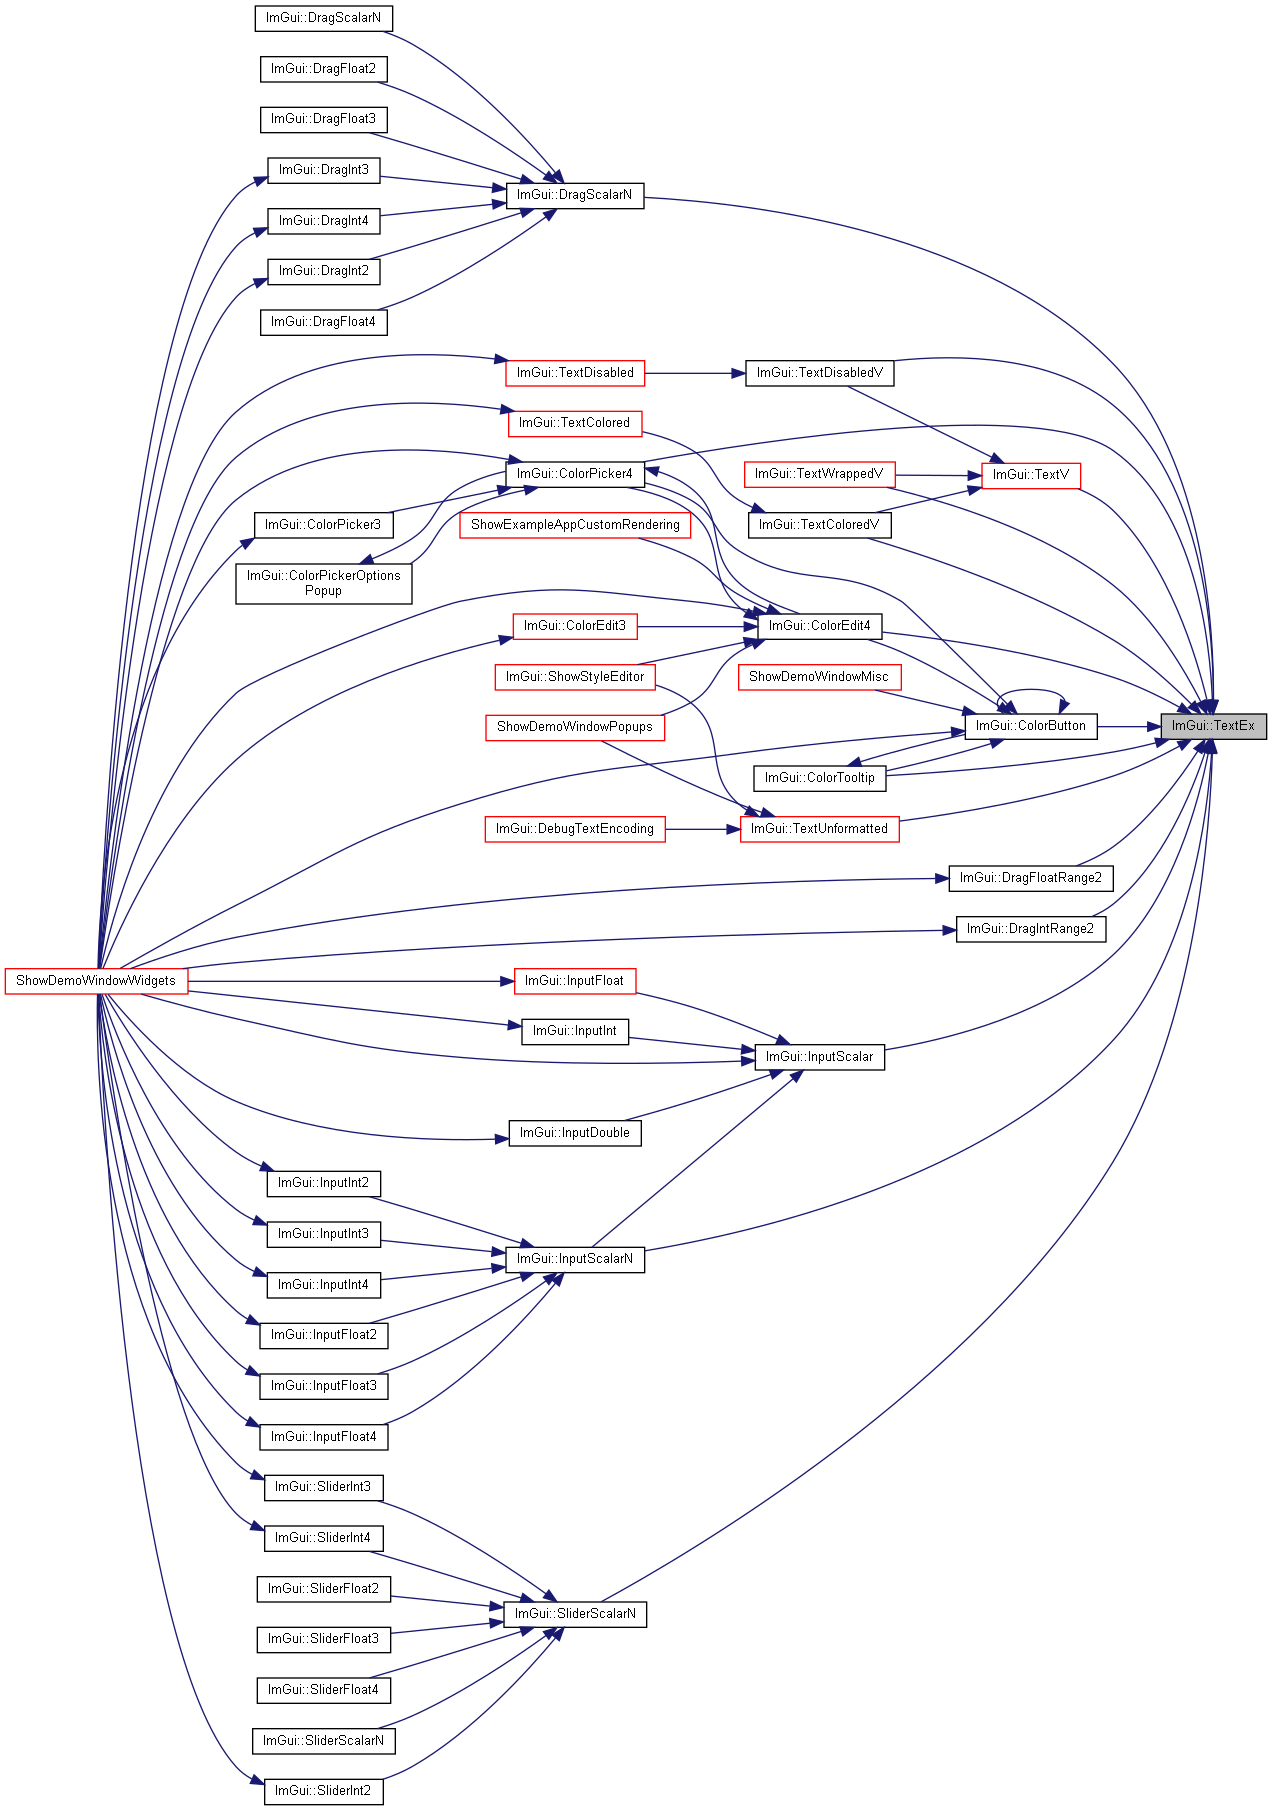 ImGui::DragScalarN
ImGui::DragFloat2
ImGui::DragFloat3
ImGui::DragInt3
ImGui::DragScalarN
ImGui::DragInt4
ImGui::DragInt2
ImGui::DragFloat4
ImGui::TextDisabled
ImGui::TextDisabledV
ImGui::TextColored
ImGui::ColorPicker4
ImGui::TextWrappedV
ImGui::TextV
ImGui::ColorPicker3
ShowExampleAppCustomRendering
ImGui::TextColoredV
ImGui::ColorPickerOptions
Popup
ImGui::ColorEdit3
ImGui::ColorEdit4
ImGui::ShowStyleEditor
ShowDemoWindowMisc
ShowDemoWindowPopups
ImGui::ColorButton
ImGui::TextEx
ImGui::ColorTooltip
ImGui::DebugTextEncoding
ImGui::TextUnformatted
ImGui::DragFloatRange2
ImGui::DragIntRange2
ShowDemoWindowWidgets
ImGui::InputFloat
ImGui::InputInt
ImGui::InputScalar
ImGui::InputDouble
ImGui::InputInt2
ImGui::InputInt3
ImGui::InputScalarN
ImGui::InputInt4
ImGui::InputFloat2
ImGui::InputFloat3
ImGui::InputFloat4
ImGui::SliderInt3
ImGui::SliderInt4
ImGui::SliderFloat2
ImGui::SliderScalarN
ImGui::SliderFloat3
ImGui::SliderFloat4
ImGui::SliderScalarN
ImGui::SliderInt2